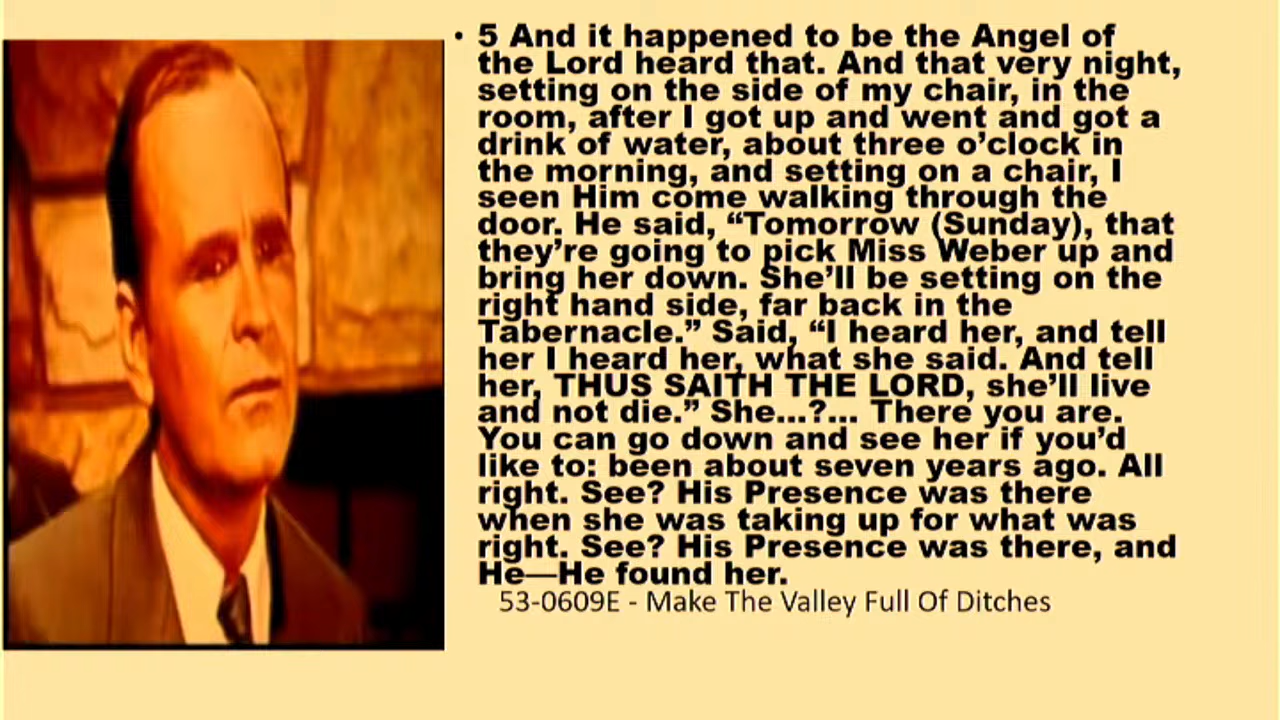 • 5 And it happened to be the Angel of
the Lord heard that. And that very night,
setting on the side of my chair, in the
room, after I got up and went and got a
drink of water, about three o’clock in
the morning, and setting on a chair, I
seen Him come walking through the
door. He said, “Tomorrow (Sunday), that
they’re going to pick Miss Weber up and
bring her down. She’ll be setting on the
right hand side, far back in the
Tabernacle.” Said, “I heard her, and tell
her I heard her, what she said. And tell
her, THUS SAITH THE LORD, she’ll live
and not die.” She...?... There you are.
You can go down and see her if you’d
like to: been about seven years ago. All
right. See? His Presence was there
when she was taking up for what was
right. See? His Presence was there, and
He—He found her.
53-0609E - Make The Valley Full Of Ditches